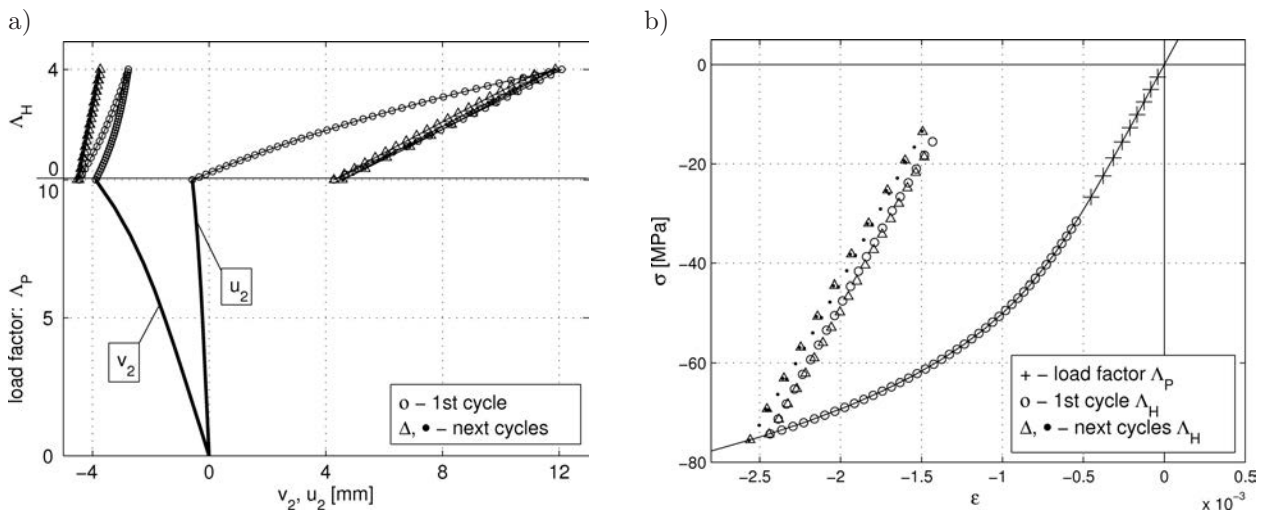 a)
4
Λ_H
0
10
5
0
load factor: Λ_P
u_2
v_2
o – 1st cycle
Δ, • – next cycles
−4 0 4 8 12
v_2, u_2 [mm]
b)
0
−20
−40
−60
−80
σ [MPa]
+ – load factor Λ_P
o – 1st cycle Λ_H
Δ, • – next cycles Λ_H
−2.5 −2 −1.5 −1 −0.5 0 0.5
ε
x 10^−3